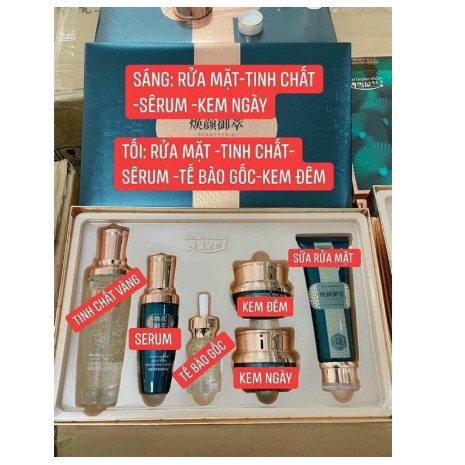 SÁNG: RỬA MẶT-TINH CHẤT
-SÊRUM -KEM NGÀY
焕颜御萃
TỐI: RỬA MẶT -TINH CHẤT-
SÊRUM -TẾ BÀO GỐC-KEM ĐÊM
SỮA RỬA MẶT
TINH CHẤT VÀNG
KEM ĐÊM
SERUM
TẾ BÀO GỐC
KEM NGÀY